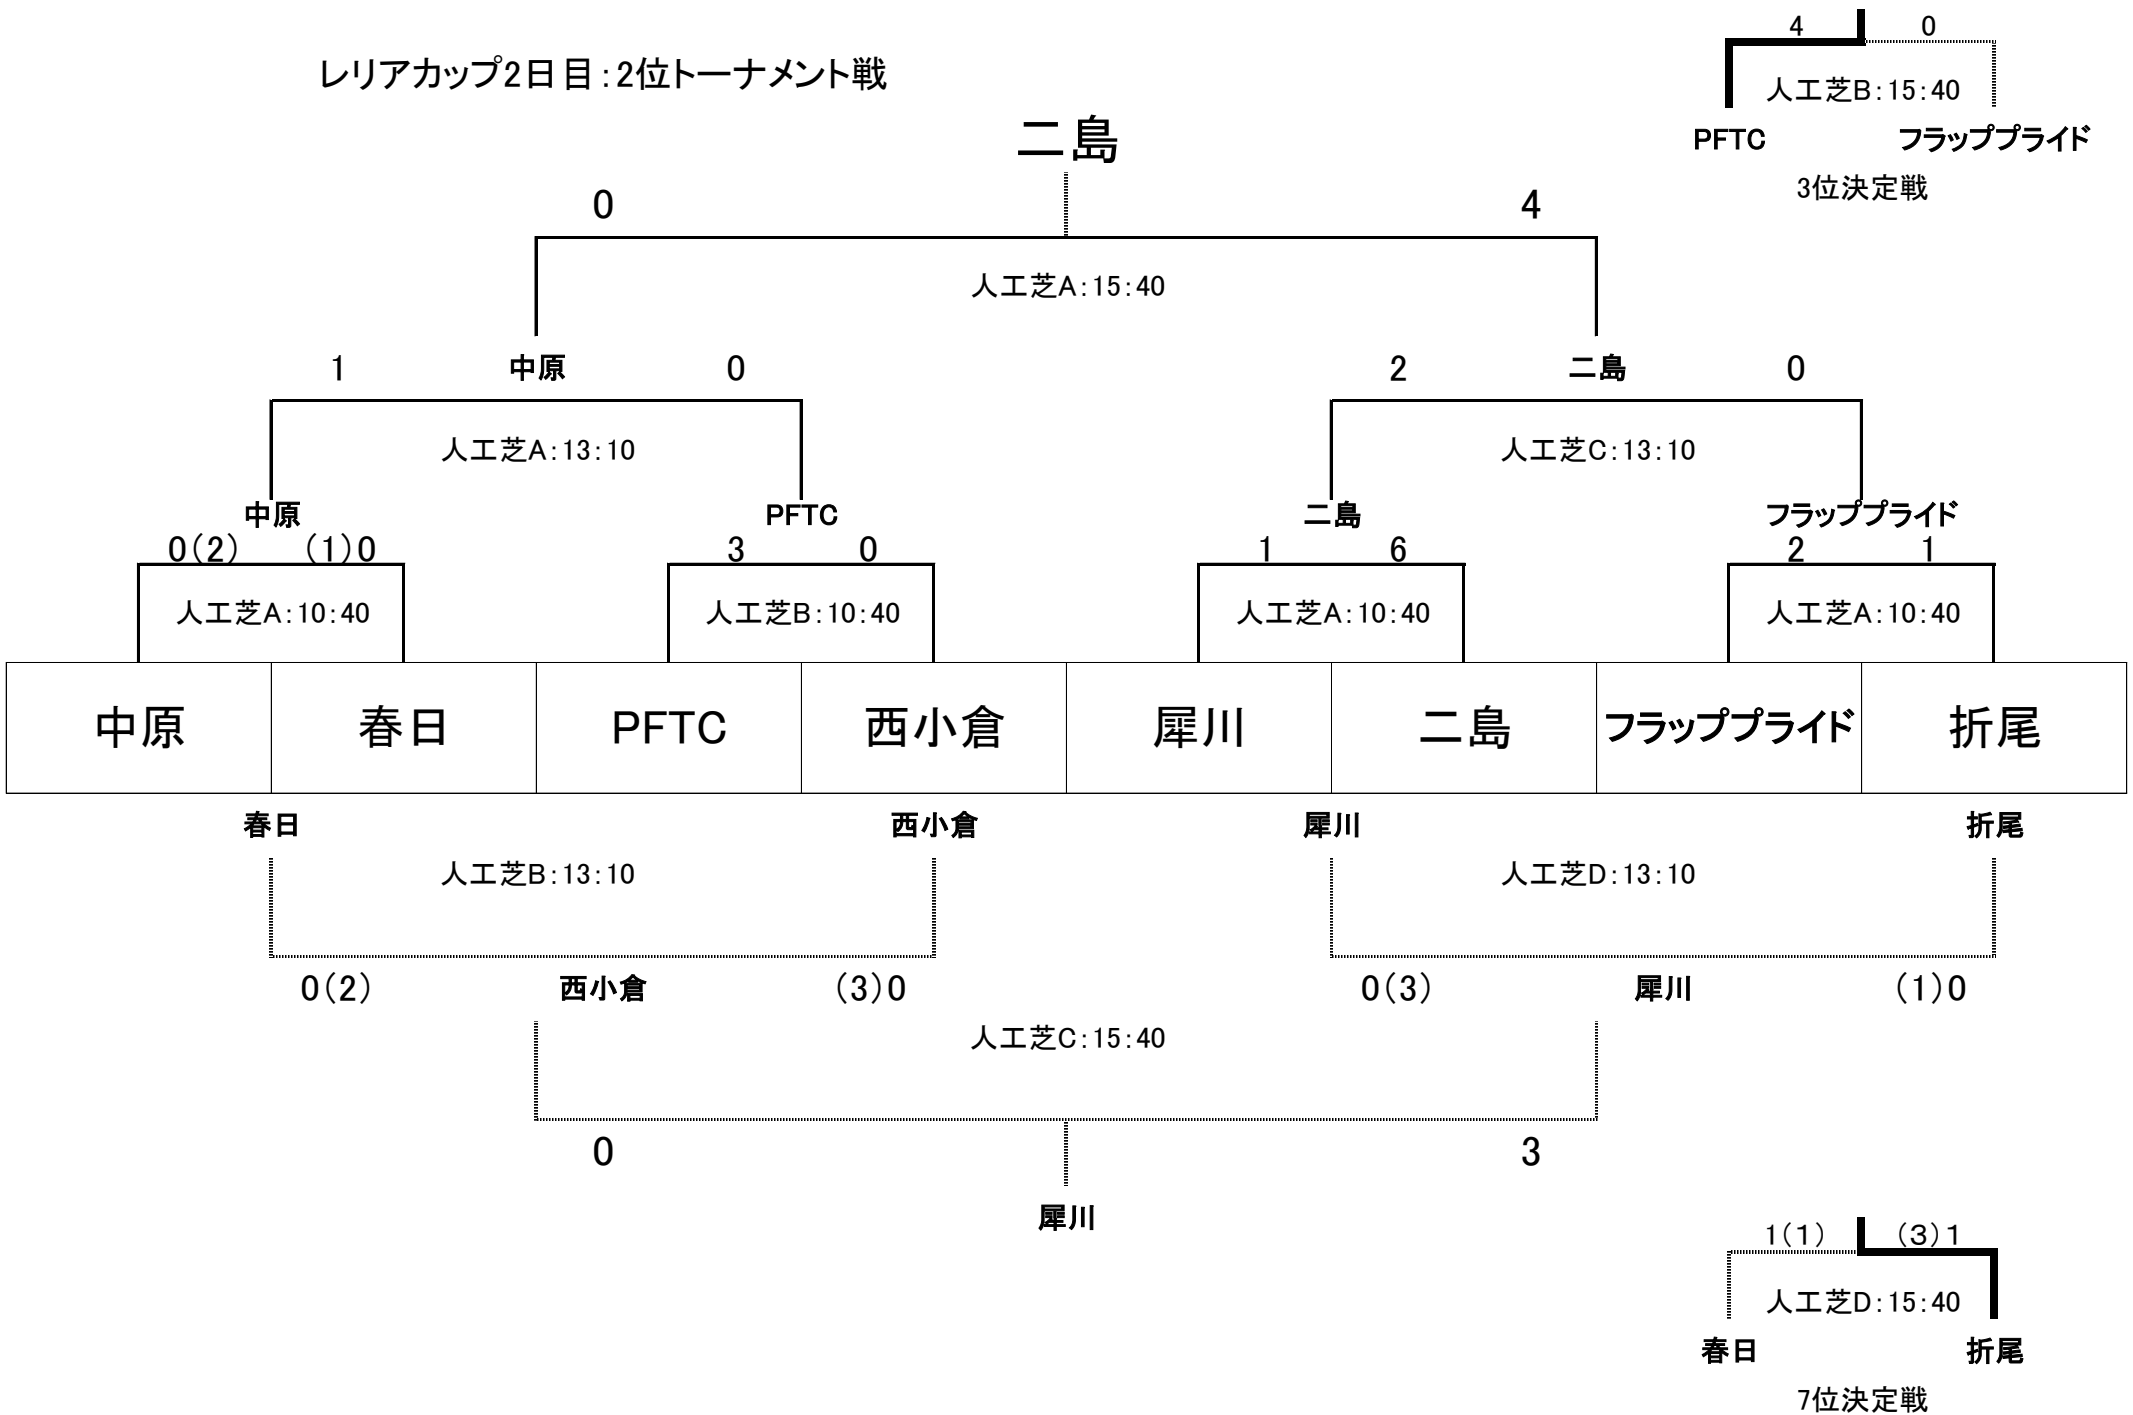 4 0
レリアカップ2日目：2位トーナメント戦
人工芝B：15：40
二島
PFTC フラッププライド
3位決定戦
0 4
人工芝A：15：40
1 中原 0 2 二島 0
人工芝A：13：10 人工芝C：13：10
中原 PFTC 二島 フラッププライド
0(2) (1)0 3 0 1 6 2 1
人工芝A：10：40 人工芝B：10：40 人工芝A：10：40 人工芝A：10：40
中原 春日 PFTC 西小倉 犀川 二島 フラッププライド 折尾
春日 西小倉 犀川 折尾
人工芝B：13：10 人工芝D：13：10
0(2) 西小倉 (3)0 0(3) 犀川 (1)0
人工芝C：15：40
0 3
犀川
1(1) (3)1
人工芝D：15：40
春日 折尾
7位決定戦